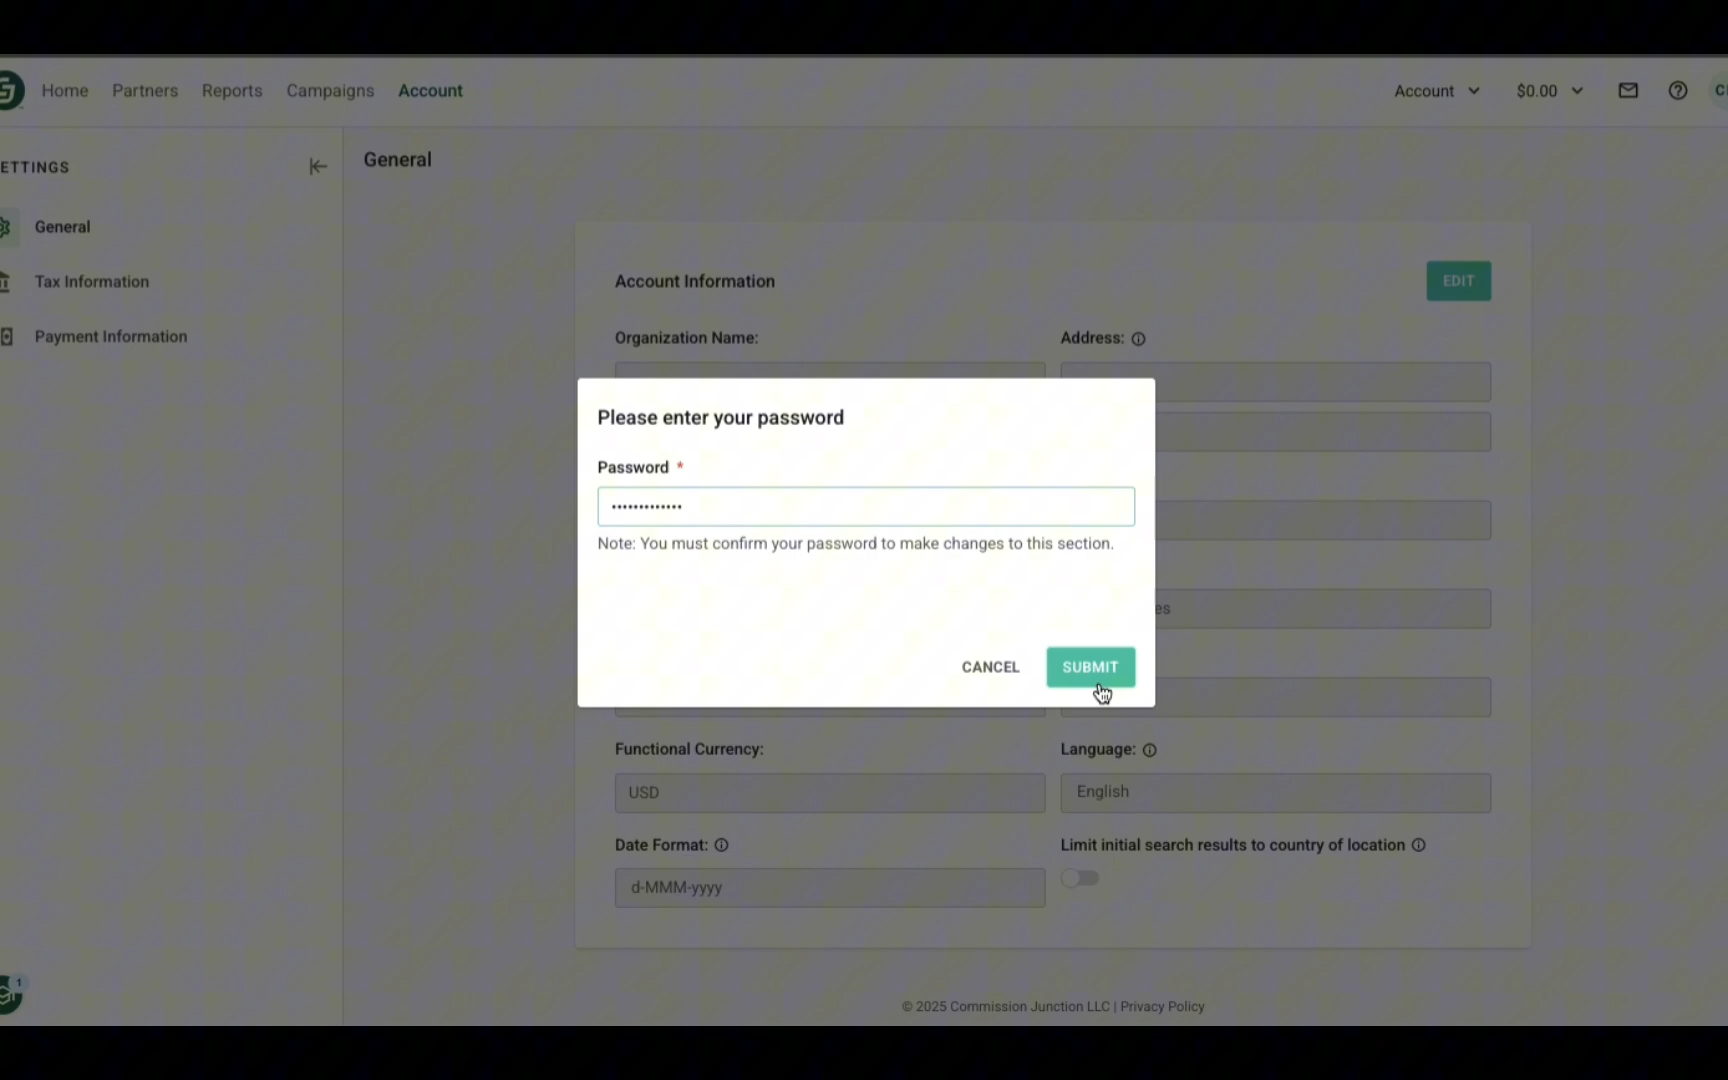 Home Partners Reports Campaigns Account Account $0.00
ETTINGS
General
General
Tax Information
Payment Information
Account Information
EDIT
Organization Name:
Address:
Please enter your password
Password *
•••••••••••••
Note: You must confirm your password to make changes to this section.
es
CANCEL SUBMIT
Functional Currency:
Language:
USD
English
Date Format:
Limit initial search results to country of location
d-MMM-yyyy
1
© 2025 Commission Junction LLC | Privacy Policy